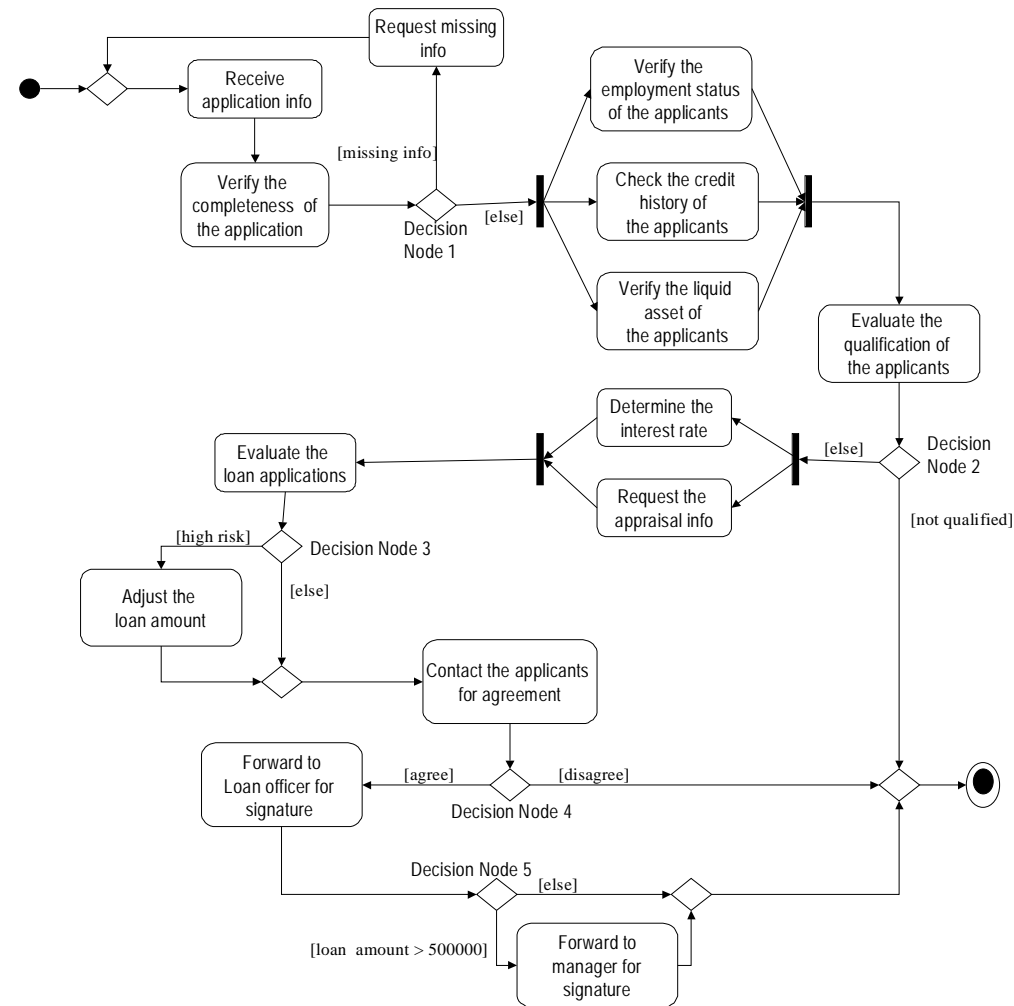 Request missing
info
Receive
application info
[missing info]
Verify the
completeness of
the application
Decision
Node 1
[else]
Verify the
employment status
of the applicants
Check the credit
history of
the applicants
Verify the liquid
asset of
the applicants
Evaluate the
qualification of
the applicants
Decision
Node 2
[else]
[not qualified]
Determine the
interest rate
Request the
appraisal info
Evaluate the
loan applications
[high risk]
Decision Node 3
[else]
Adjust the
loan amount
Contact the applicants
for agreement
Forward to
Loan officer for
signature
[agree]
[disagree]
Decision Node 4
Decision Node 5
[else]
[loan amount > 500000]
Forward to
manager for
signature